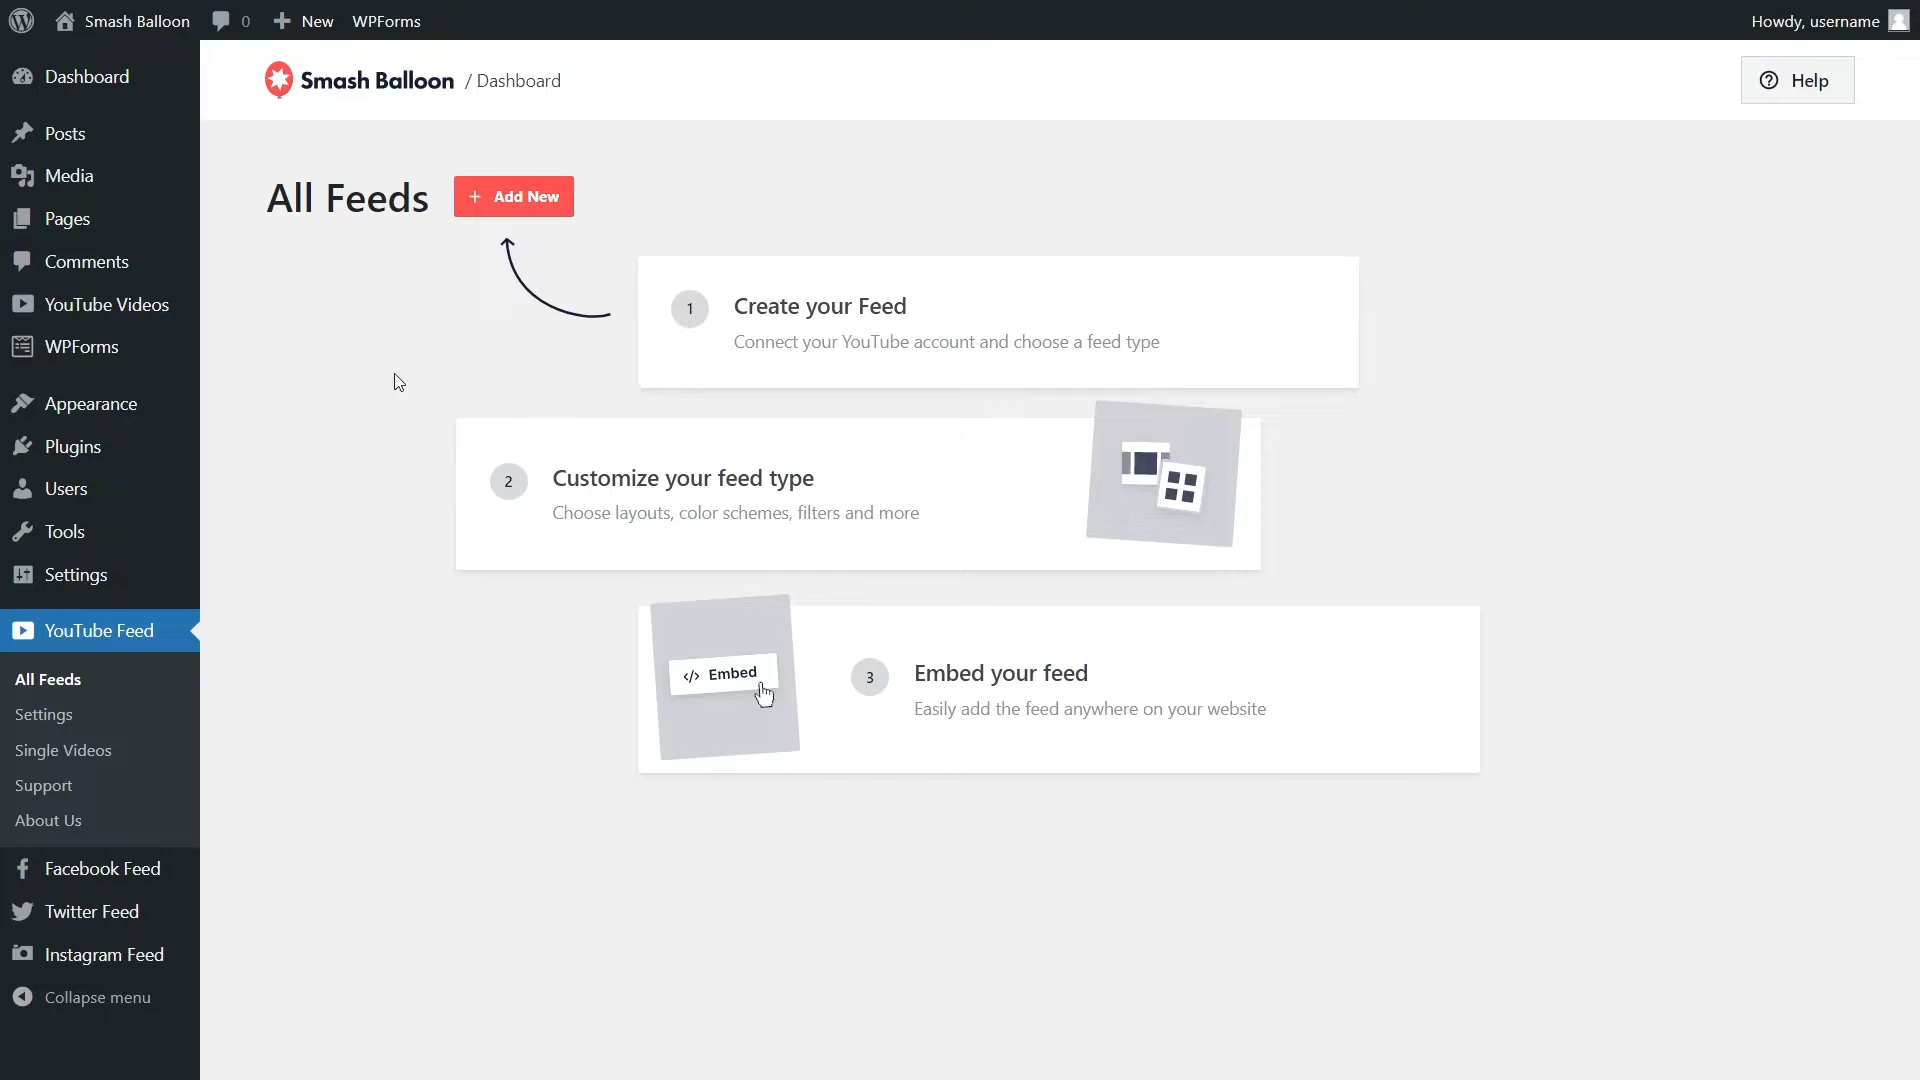 Smash Balloon 0 New WPForms Howdy, username
Dashboard
Posts
Media
Pages
Comments
YouTube Videos
WPForms
Appearance
Plugins
Users
Tools
Settings
YouTube Feed
All Feeds
Settings
Single Videos
Support
About Us
Facebook Feed
Twitter Feed
Instagram Feed
Collapse menu
Smash Balloon / Dashboard
Help
All Feeds
+ Add New
1 Create your Feed
Connect your YouTube account and choose a feed type
2 Customize your feed type
Choose layouts, color schemes, filters and more
</> Embed
3 Embed your feed
Easily add the feed anywhere on your website